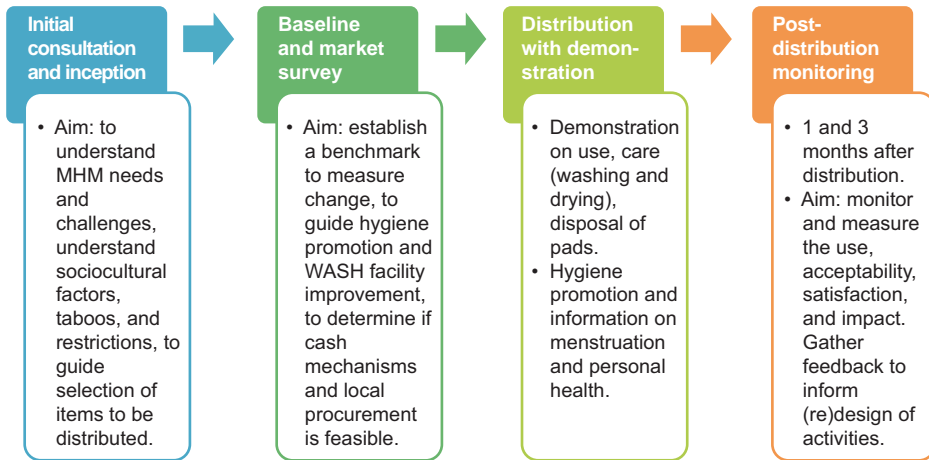 Initial
consultation
and inception
• Aim: to
understand
MHM needs
and
challenges,
understand
sociocultural
factors,
taboos, and
restrictions, to
guide
selection of
items to be
distributed.
Baseline
and market
survey
• Aim: establish
a benchmark
to measure
change, to
guide hygiene
promotion and
WASH facility
improvement,
to determine if
cash
mechanisms
and local
procurement
is feasible.
Distribution
with demon-
stration
• Demonstration
on use, care
(washing and
drying),
disposal of
pads.
• Hygiene
promotion and
information on
menstruation
and personal
health.
Post-
distribution
monitoring
• 1 and 3
months after
distribution.
• Aim: monitor
and measure
the use,
acceptability,
satisfaction,
and impact.
Gather
feedback to
inform
(re)design of
activities.